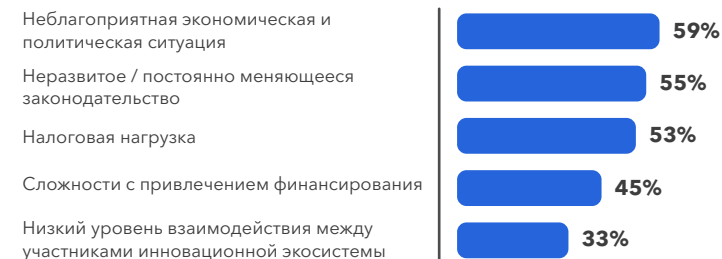 Неблагоприятная экономическая и
политическая ситуация
59%
Неразвитое / постоянно меняющееся
законодательство
55%
Налоговая нагрузка
53%
Сложности с привлечением финансирования
45%
Низкий уровень взаимодействия между
участниками инновационной экосистемы
33%